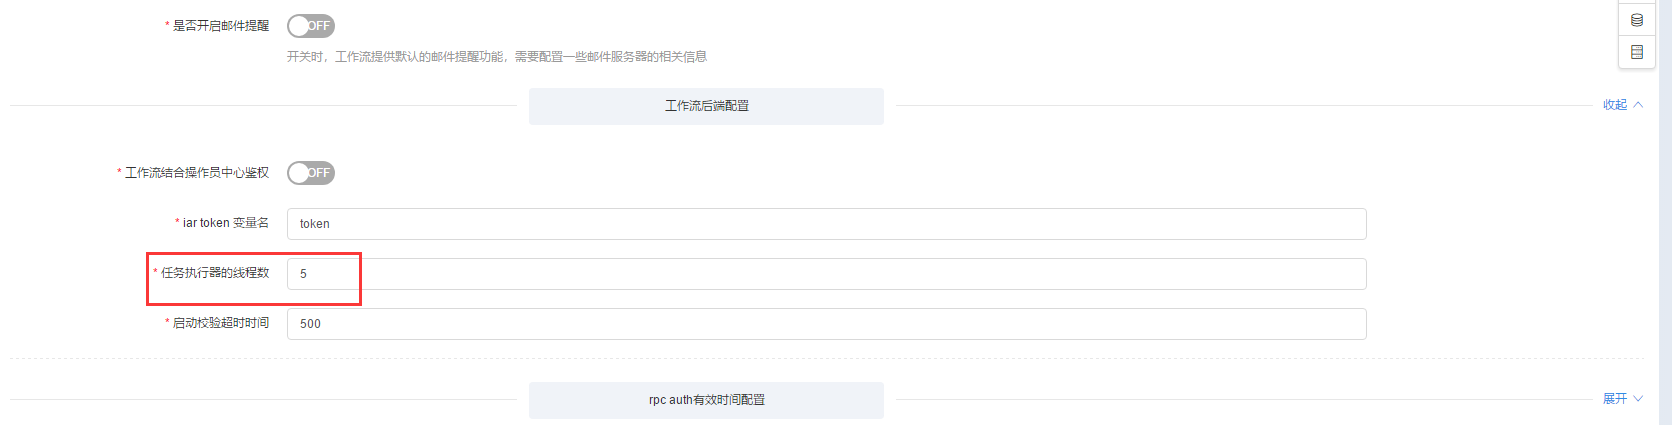 * 是否开启邮件提醒 OFF
开关时，工作流提供默认的邮件提醒功能，需要配置一些邮件服务器的相关信息
工作流后端配置 收起
* 工作流结合操作员中心鉴权 OFF
* iar token 变量名 token
* 任务执行器的线程数 5
* 启动校验超时时间 500
rpc auth有效时间配置 展开